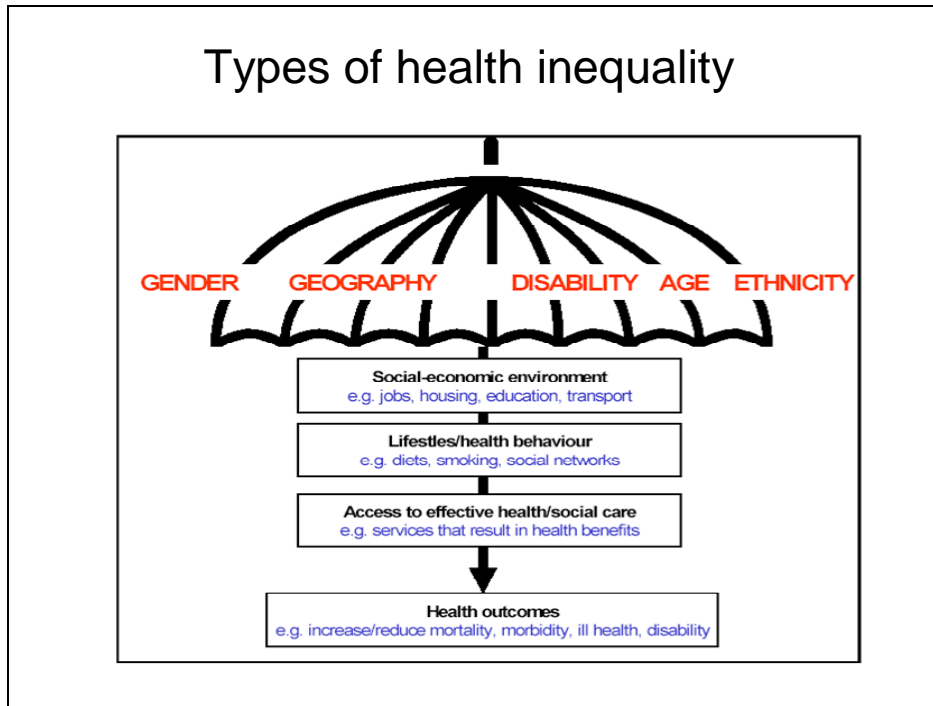 Types of health inequality
GENDER GEOGRAPHY DISABILITY AGE ETHNICITY
Social-economic environment
e.g. jobs, housing, education, transport
Lifestles/health behaviour
e.g. diets, smoking, social networks
Access to effective health/social care
e.g. services that result in health benefits
Health outcomes
e.g. increase/reduce mortality, morbidity, ill health, disability